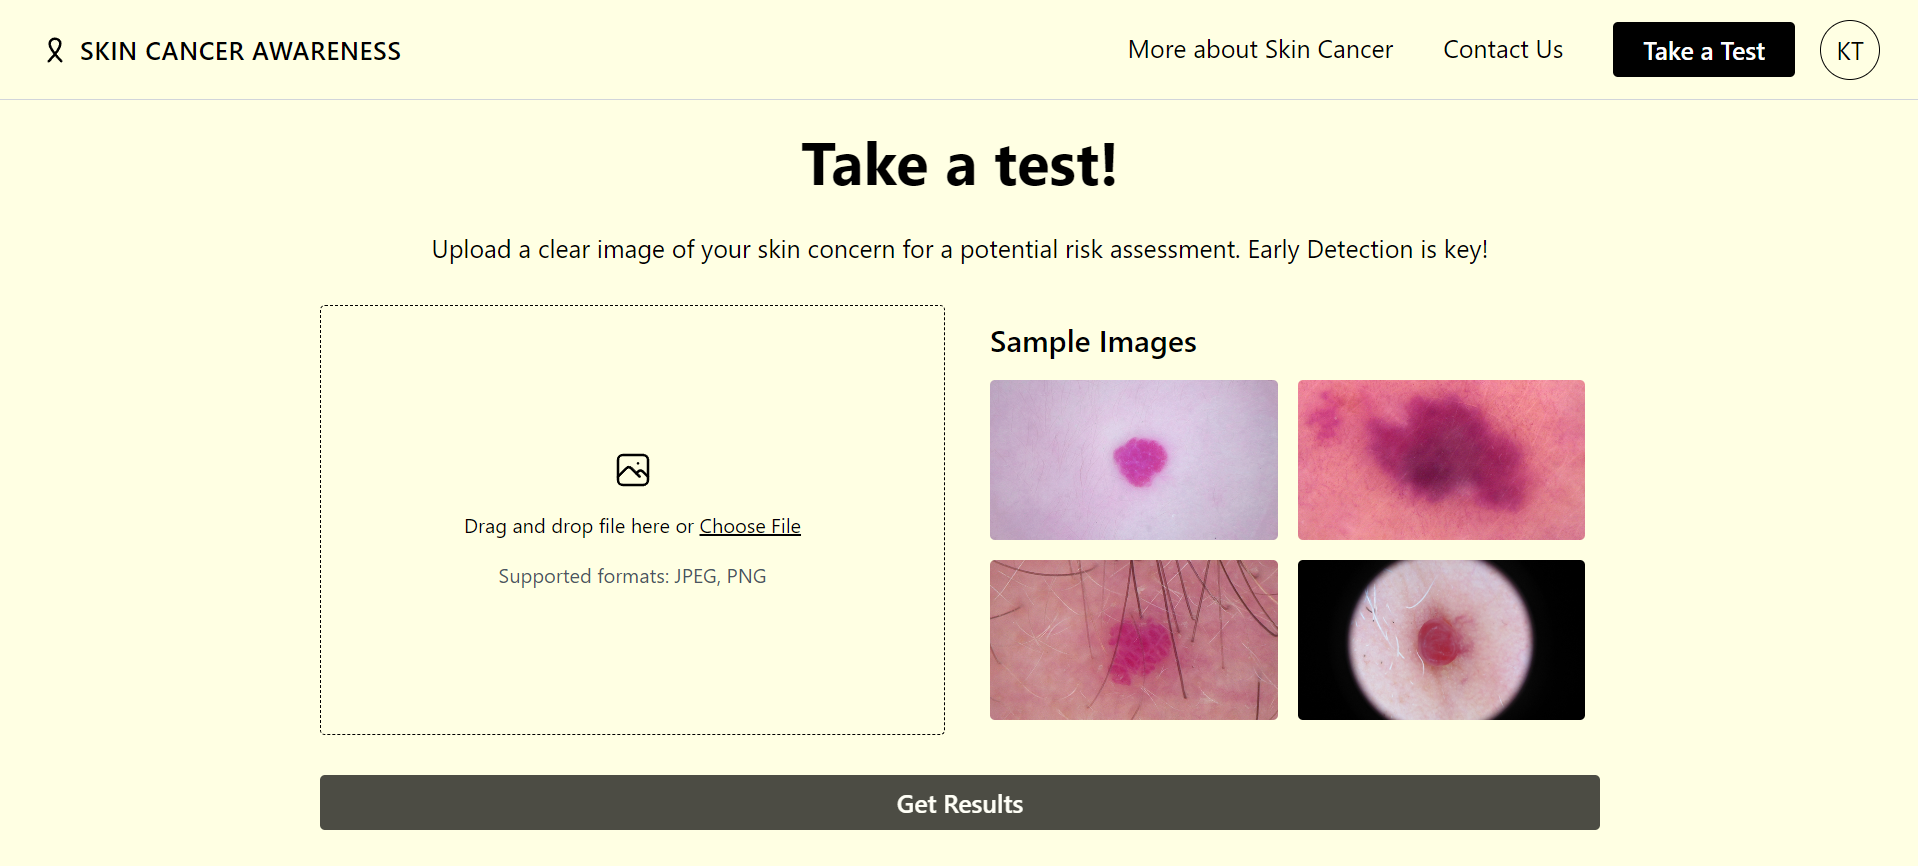 SKIN CANCER AWARENESS
More about Skin Cancer
Contact Us
Take a Test
KT
Take a test!
Upload a clear image of your skin concern for a potential risk assessment. Early Detection is key!
Drag and drop file here or Choose File
Supported formats: JPEG, PNG
Sample Images
Get Results